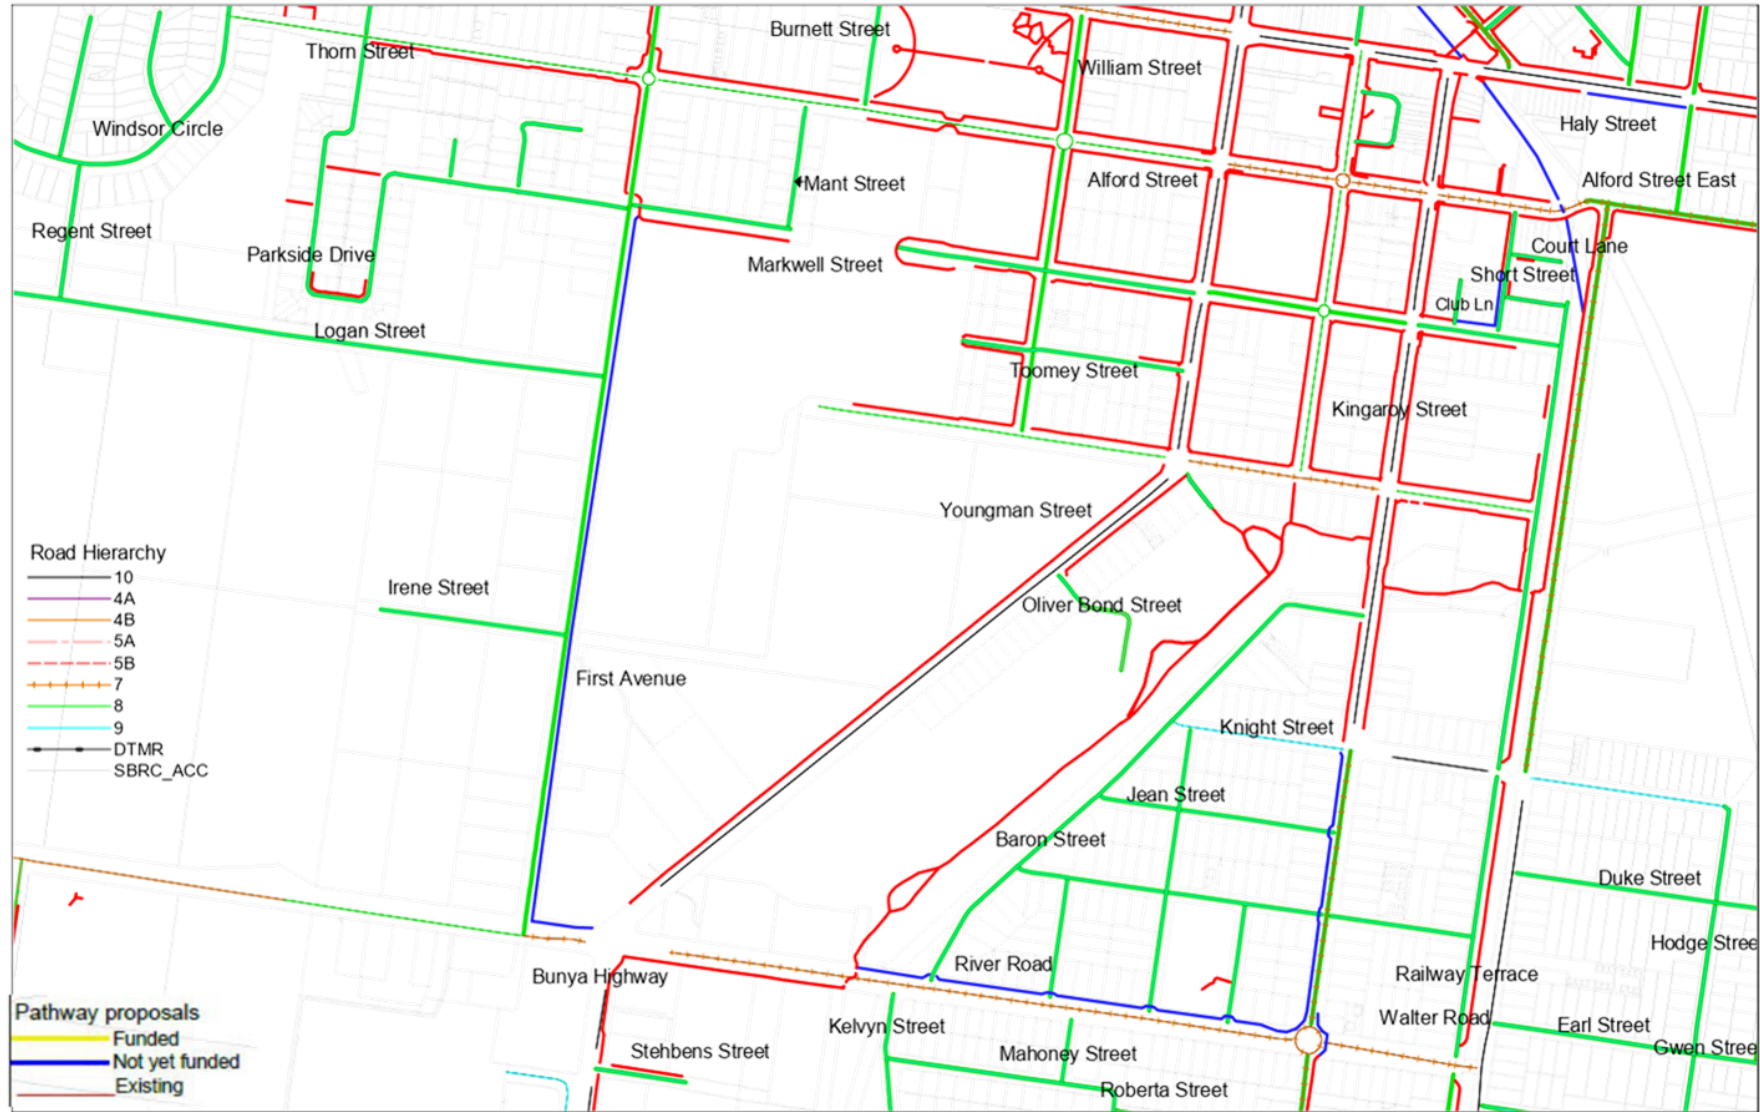 Burnett Street
Thorn Street
William Street
Windsor Circle
Haly Street
Mant Street
Alford Street
Alford Street East
Regent Street
Parkside Drive
Markwell Street
Court Lane
Short Street
Club Ln
Logan Street
Toomey Street
Kingaroy Street
Youngman Street
Road Hierarchy
10
4A
4B
5A
5B
7
8
9
DTMR
SBRC_ACC
Irene Street
Oliver Bond Street
First Avenue
Knight Street
Jean Street
Baron Street
Duke Street
Hodge Stree
River Road
Bunya Highway
Railway Terrace
Walter Road
Kelvyn Street
Earl Street
Gwen Stree
Stehbens Street
Mahoney Street
Roberta Street
Pathway proposals
Funded
Not yet funded
Existing